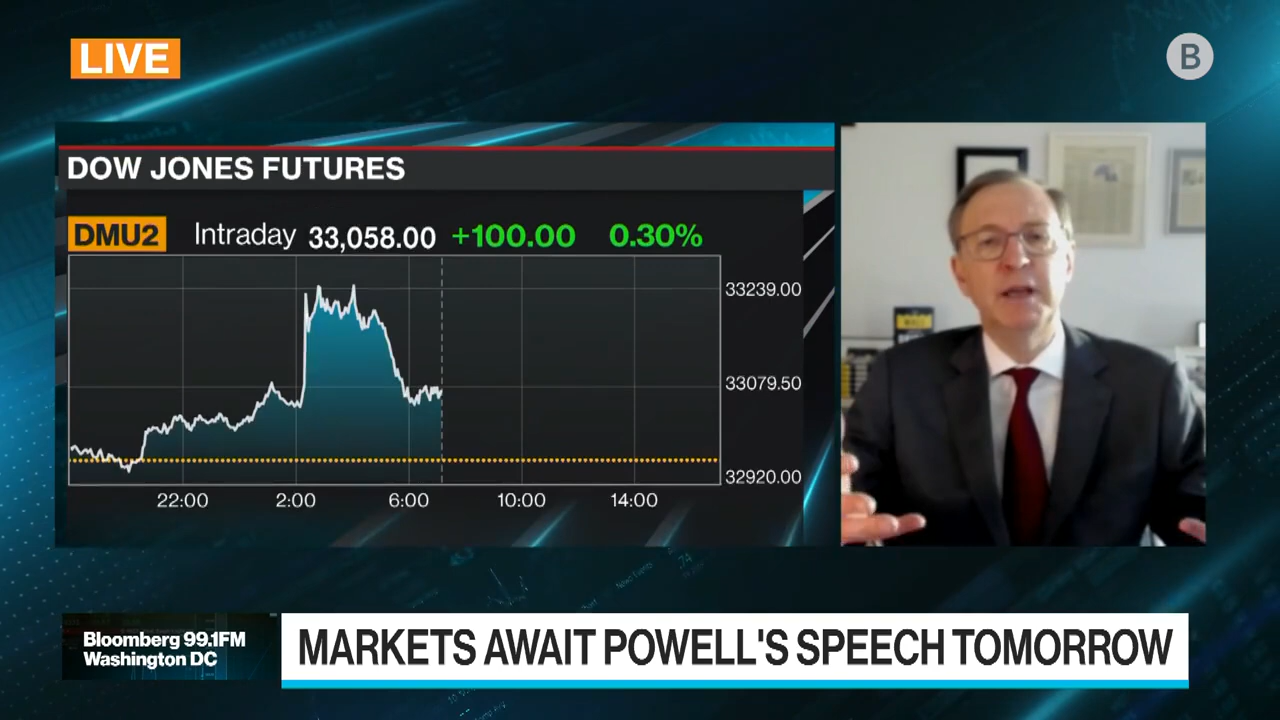 LIVE
B
DOW JONES FUTURES
DMU2 Intraday 33,058.00 +100.00 0.30%
33239.00
33079.50
32920.00
22:00 2:00 6:00 10:00 14:00
Bloomberg 99.1FM
Washington DC
MARKETS AWAIT POWELL'S SPEECH TOMORROW